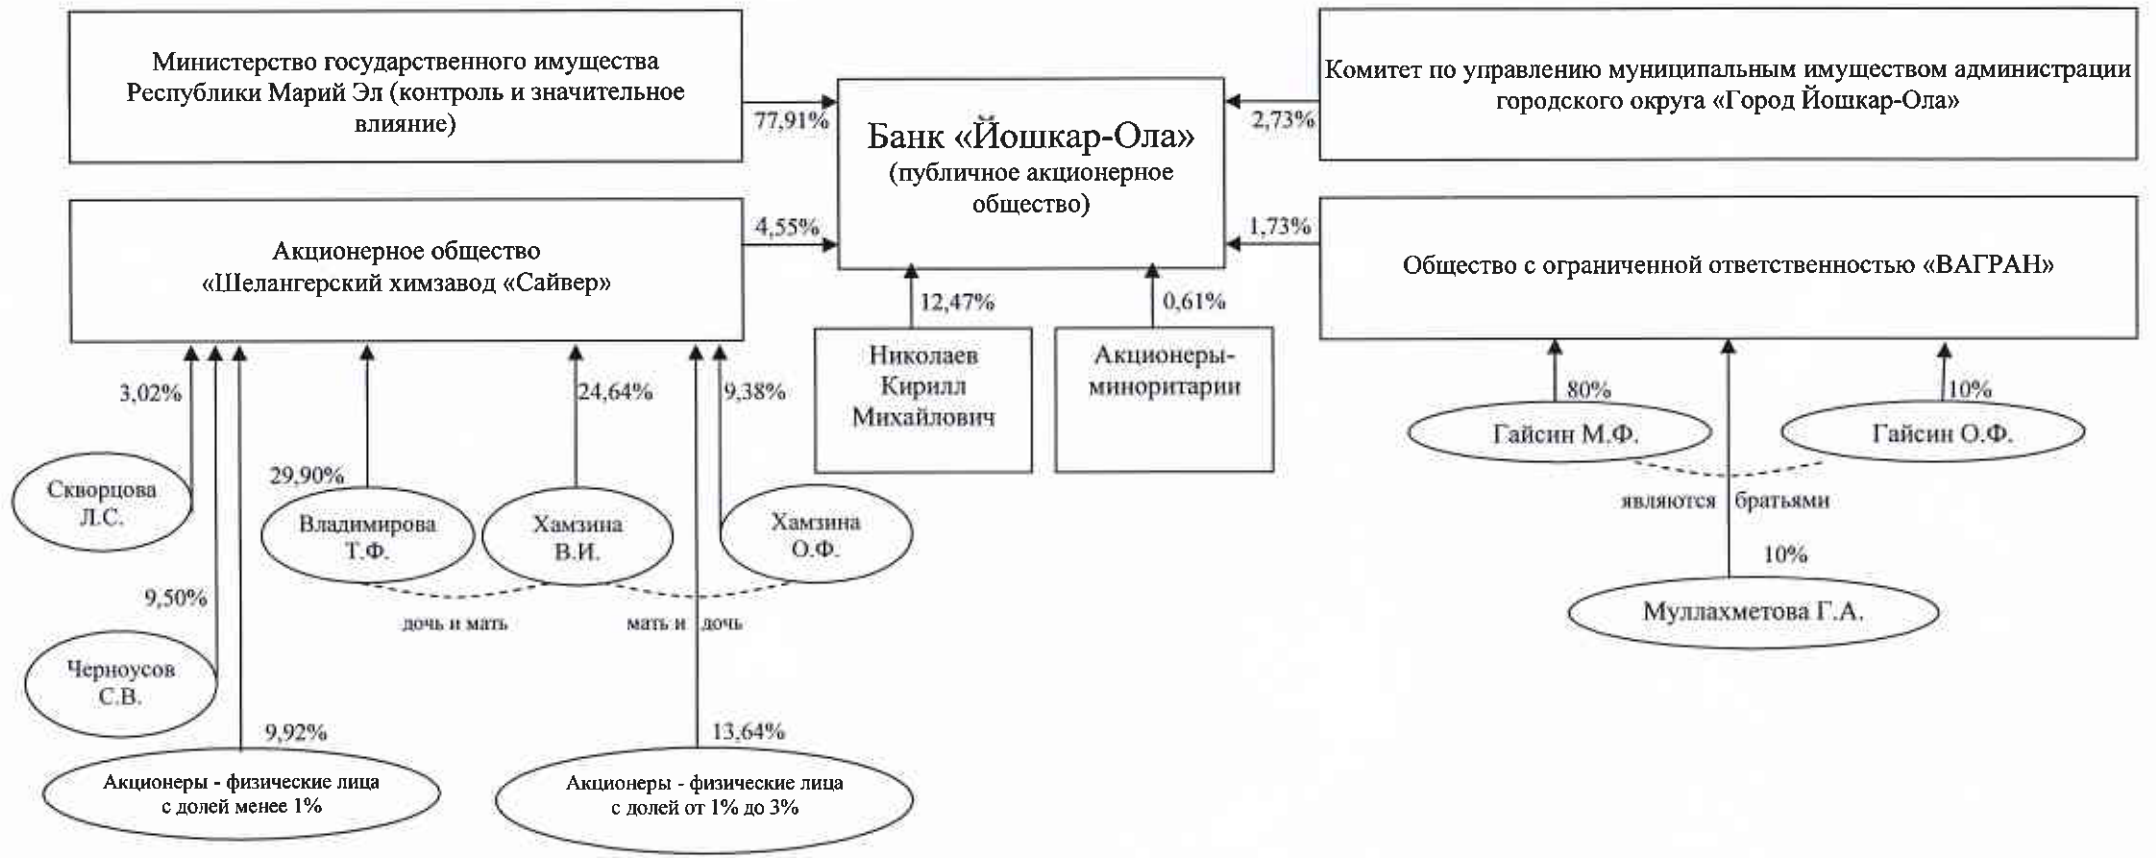 Министерство государственного имущества
Республики Марий Эл (контроль и значительное
влияние)
77,91%
Банк «Йошкар-Ола»
(публичное акционерное
общество)
2,73%
Комитет по управлению муниципальным имуществом администрации
городского округа «Город Йошкар-Ола»
Акционерное общество
«Шелангерский химзавод «Сайвер»
4,55%
1,73%
Общество с ограниченной ответственностью «ВАГРАН»
12,47%
0,61%
Николаев
Кирилл
Михайлович
Акционеры-
миноритарии
3,02%
24,64%
9,38%
80%
10%
Гайсин М.Ф.
Гайсин О.Ф.
являются братьями
10%
Муллахметова Г.А.
Скворцова
Л.С.
29,90%
Владимирова
Т.Ф.
Хамзина
В.И.
Хамзина
О.Ф.
дочь и мать
мать и дочь
9,50%
Черноусов
С.В.
9,92%
13,64%
Акционеры - физические лица
с долей менее 1%
Акционеры - физические лица
с долей от 1% до 3%